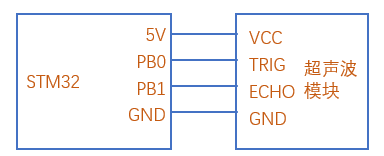 STM32
5V
PB0
PB1
GND
VCC
TRIG
ECHO
GND
超声波
模块